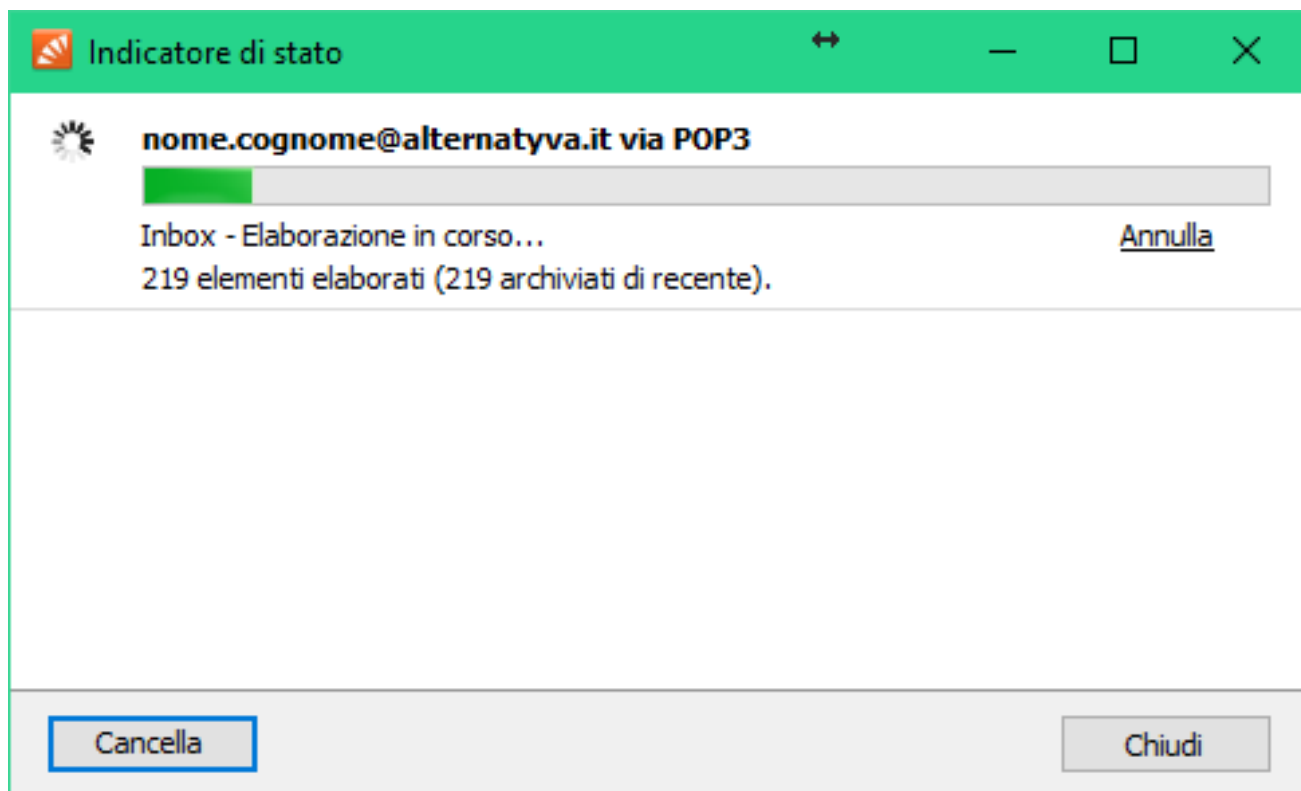 Indicatore di stato
nome.cognome@alternatyva.it via POP3
Inbox - Elaborazione in corso...
Annulla
219 elementi elaborati (219 archiviati di recente).
Cancella
Chiudi